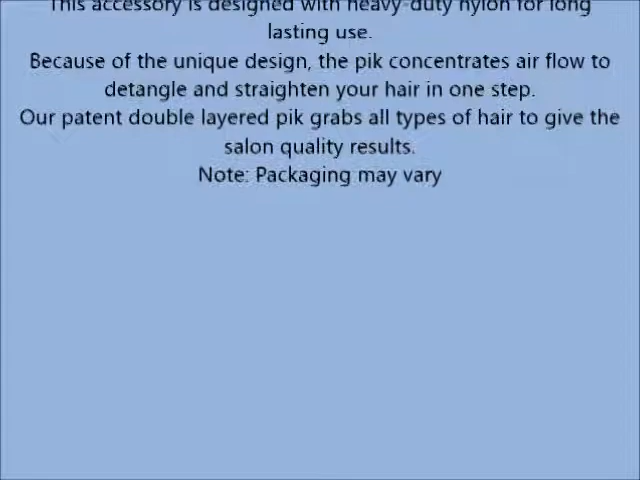 This accessory is designed with heavy-duty nylon for long
lasting use.
Because of the unique design, the pik concentrates air flow to
detangle and straighten your hair in one step.
Our patent double layered pik grabs all types of hair to give the
salon quality results.
Note: Packaging may vary